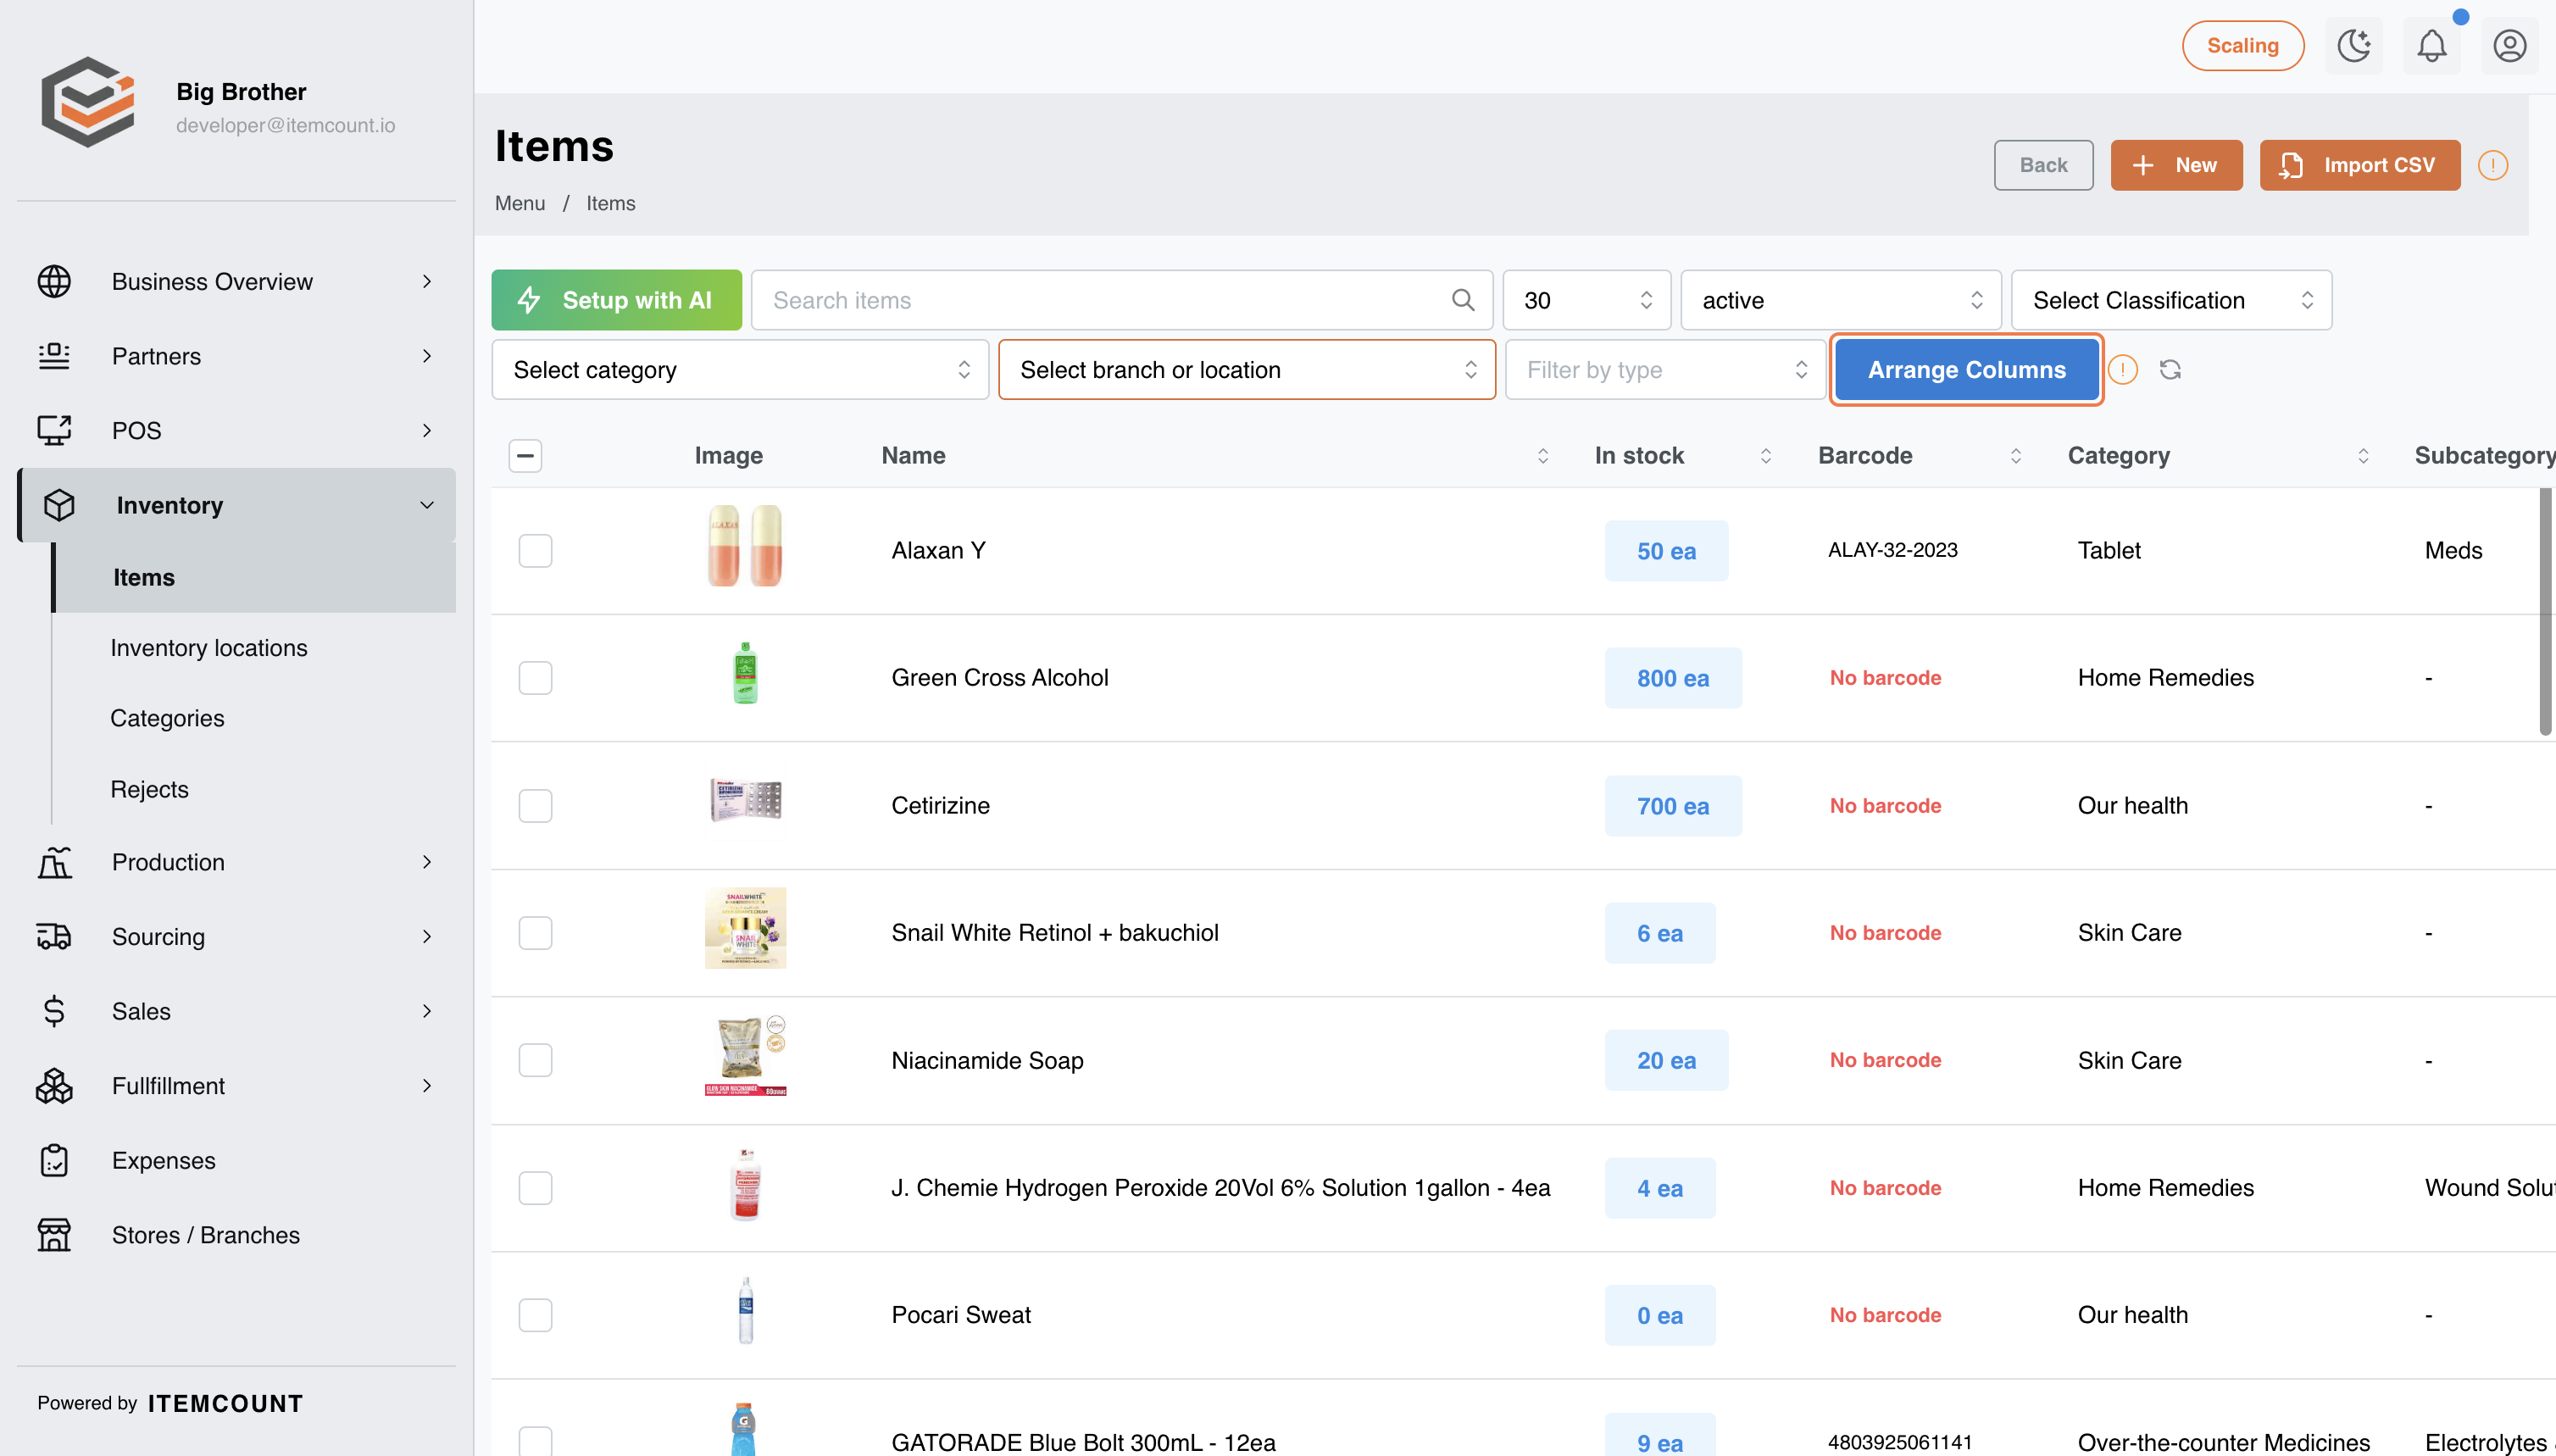 Big Brother
developer@itemcount.io
Business Overview
Partners
POS
Inventory
Items
Inventory locations
Categories
Rejects
Production
Sourcing
Sales
Fullfillment
Expenses
Stores / Branches
Powered by ITEMCOUNT
Scaling
Items
Menu / Items
Back
New
Import CSV
Setup with AI
Search items
30
active
Select Classification
Select category
Select branch or location
Filter by type
Arrange Columns
Image Name In stock Barcode Category Subcategory
Alaxan Y 50 ea ALAY-32-2023 Tablet Meds
Green Cross Alcohol 800 ea No barcode Home Remedies -
Cetirizine 700 ea No barcode Our health -
Snail White Retinol + bakuchiol 6 ea No barcode Skin Care -
Niacinamide Soap 20 ea No barcode Skin Care -
J. Chemie Hydrogen Peroxide 20Vol 6% Solution 1gallon - 4ea 4 ea No barcode Home Remedies Wound Solut
Pocari Sweat 0 ea No barcode Our health -
GATORADE Blue Bolt 300mL - 12ea 9 ea 4803925061141 Over-the-counter Medicines Electrolytes